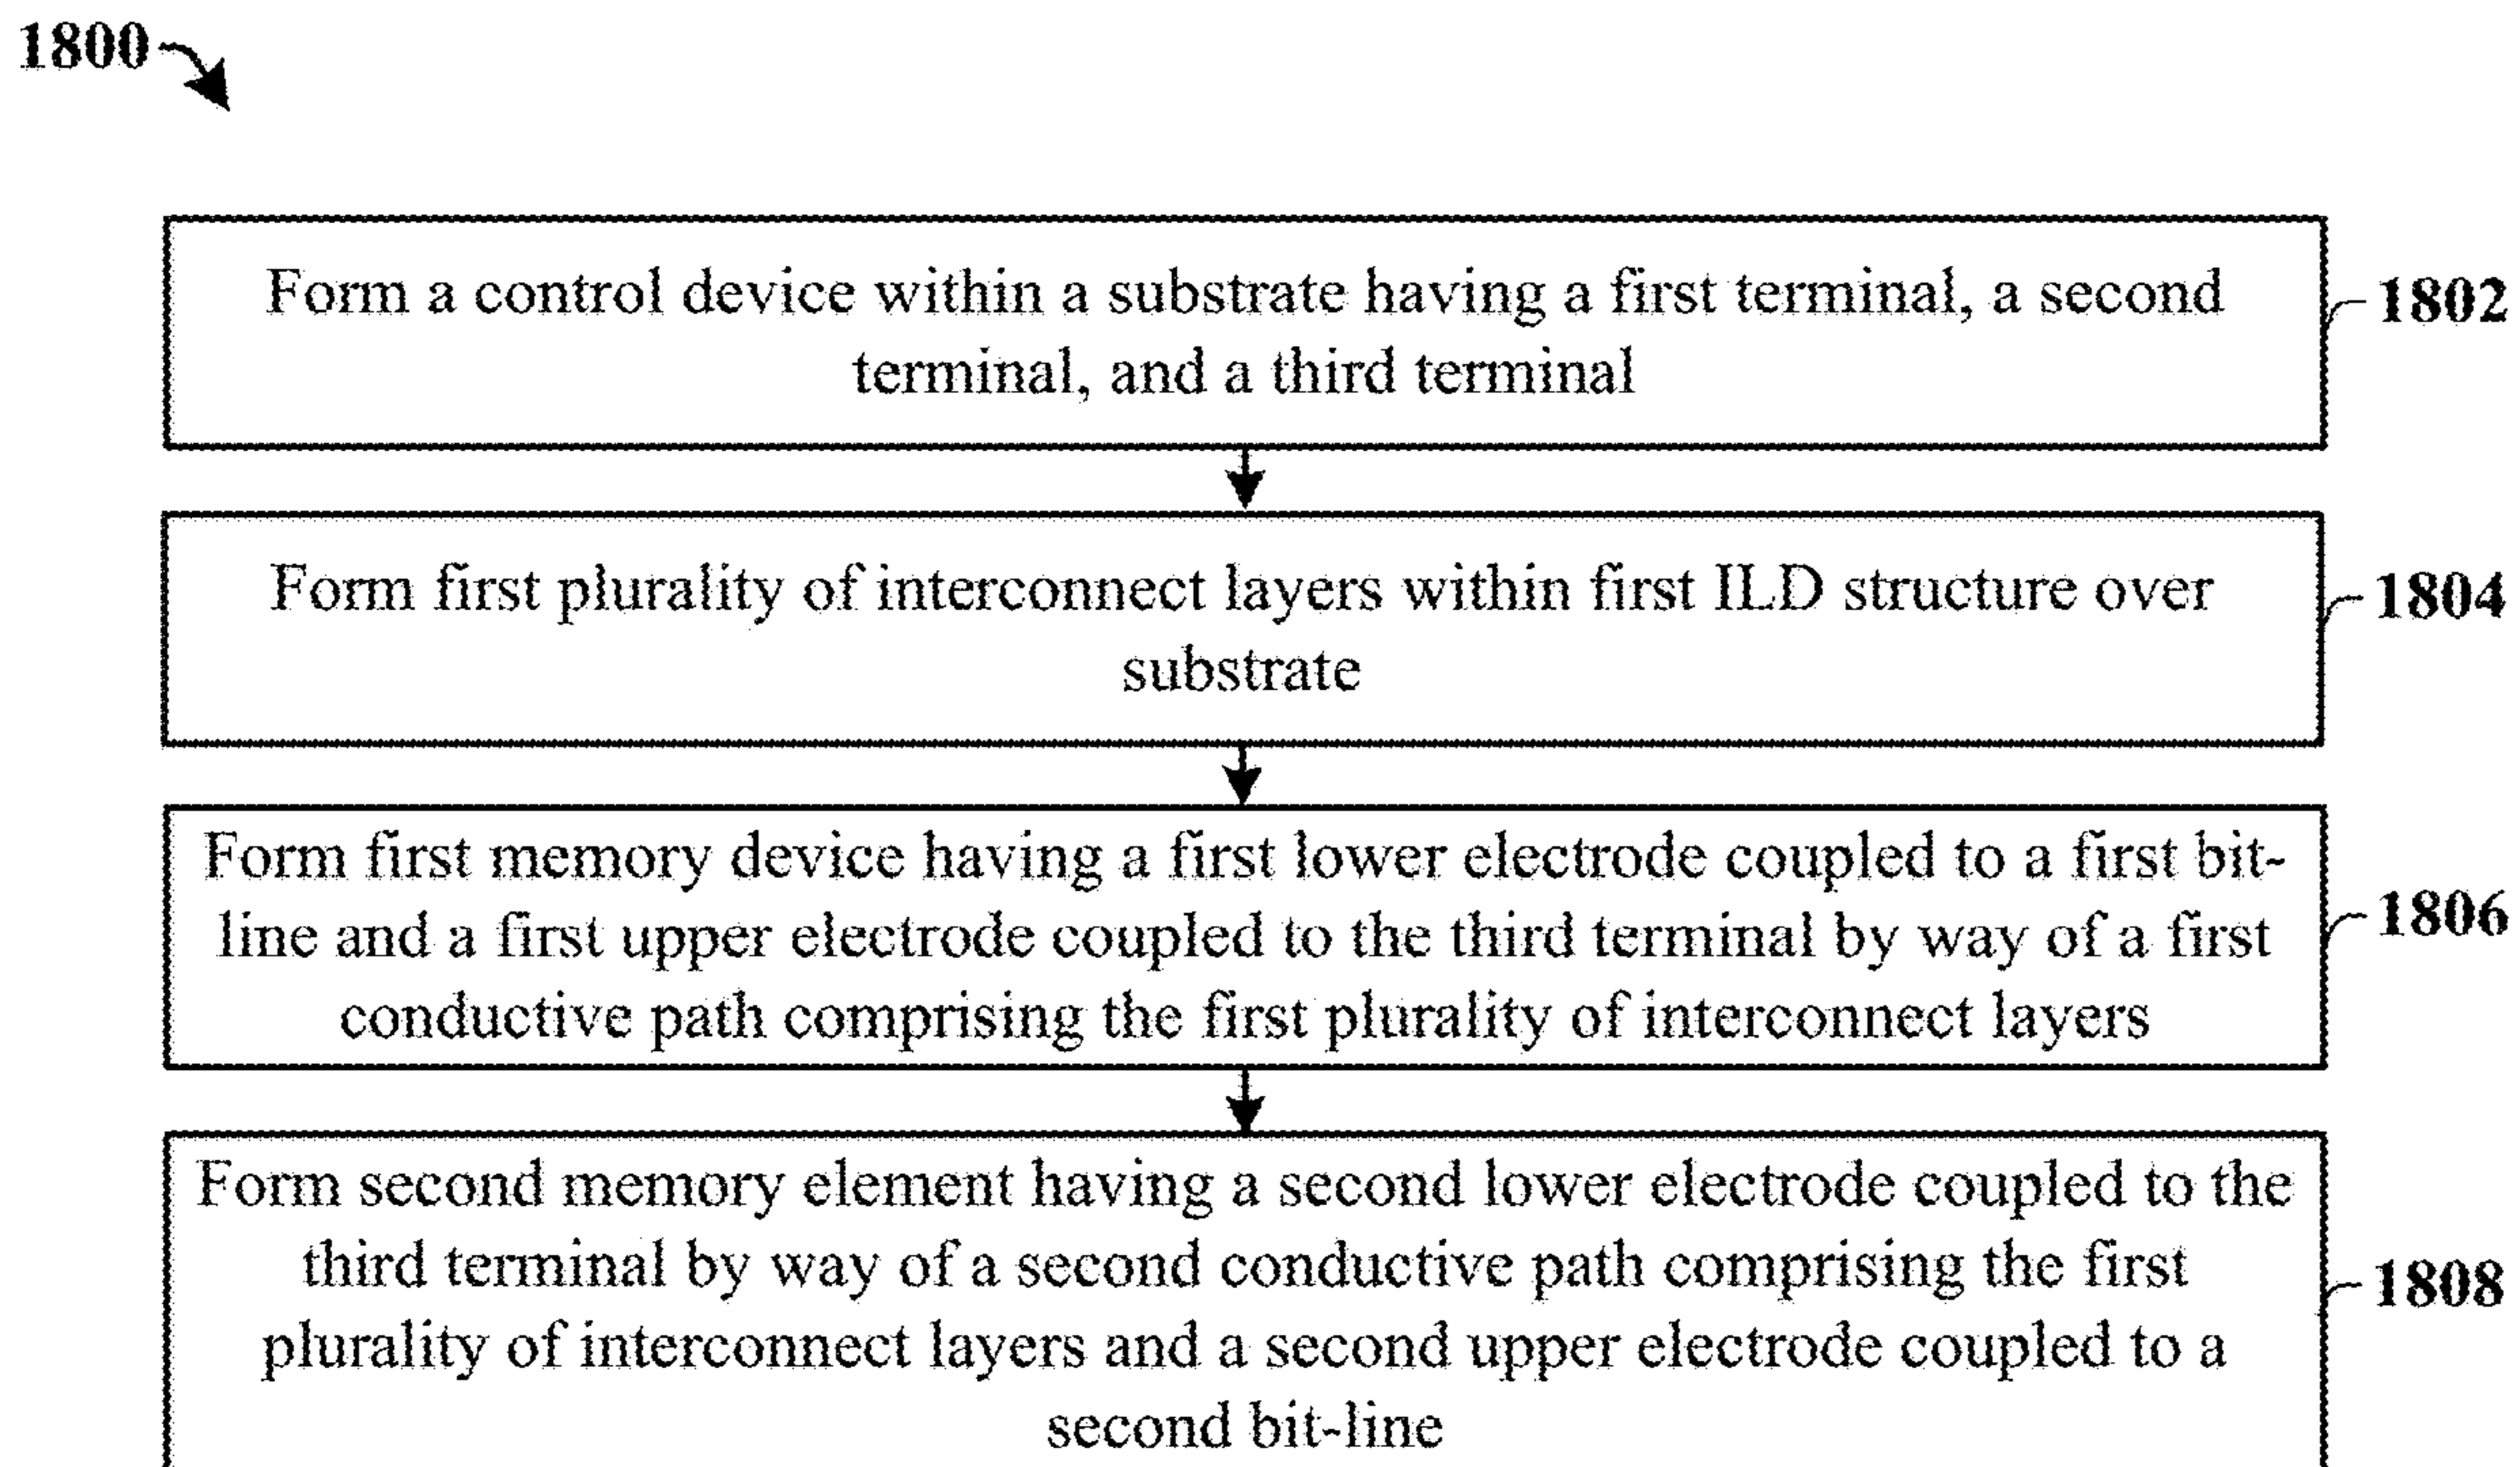 1800
Form a control device within a substrate having a first terminal, a second
terminal, and a third terminal
1802
Form first plurality of interconnect layers within first ILD structure over
substrate
1804
Form first memory device having a first lower electrode coupled to a first bit-
line and a first upper electrode coupled to the third terminal by way of a first
conductive path comprising the first plurality of interconnect layers
1806
Form second memory element having a second lower electrode coupled to the
third terminal by way of a second conductive path comprising the first
plurality of interconnect layers and a second upper electrode coupled to a
second bit-line
1808